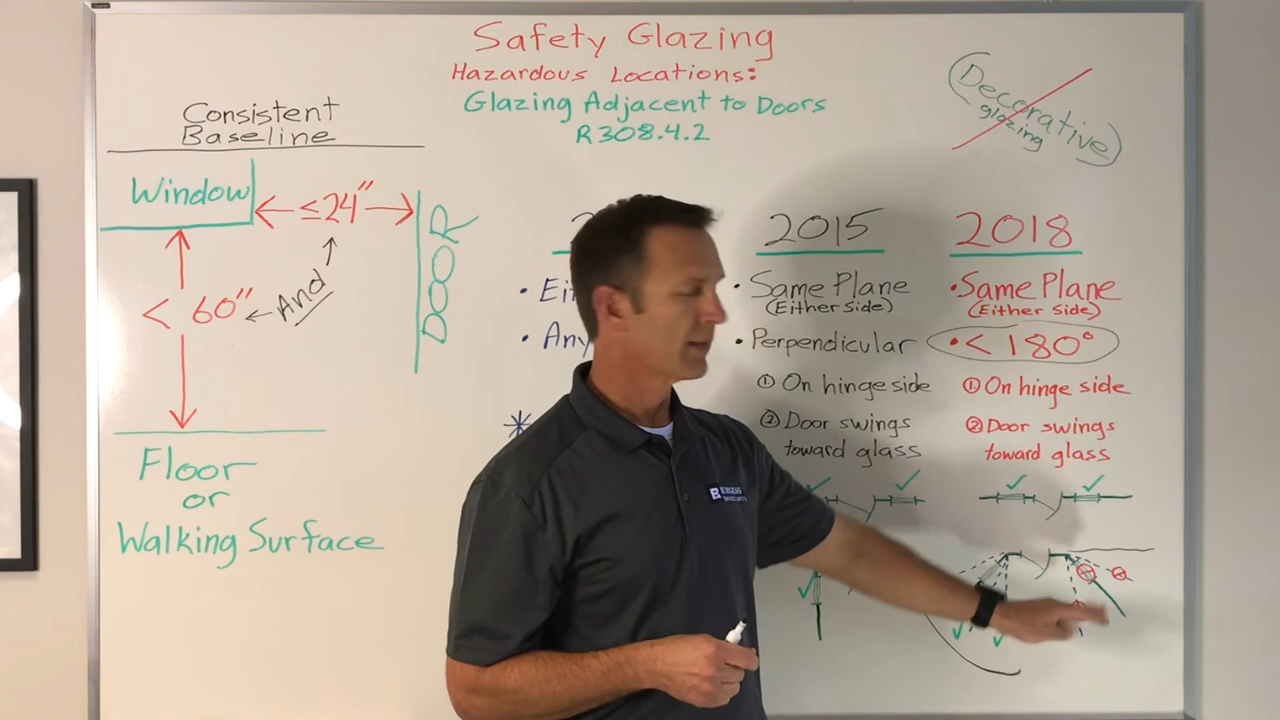 Safety Glazing
Hazardous Locations:
Glazing Adjacent to Doors
R308.4.2
(Decorative
glazing)
Consistent
Baseline
Window
≤24"
And
< 60"
DOOR
Floor
or
Walking Surface
2015
• Same Plane
(Either Side)
• Perpendicular
① On hinge side
② Door swings
toward glass
2018
• Same Plane
(Either Side)
• < 180°
① On hinge side
② Door swings
toward glass